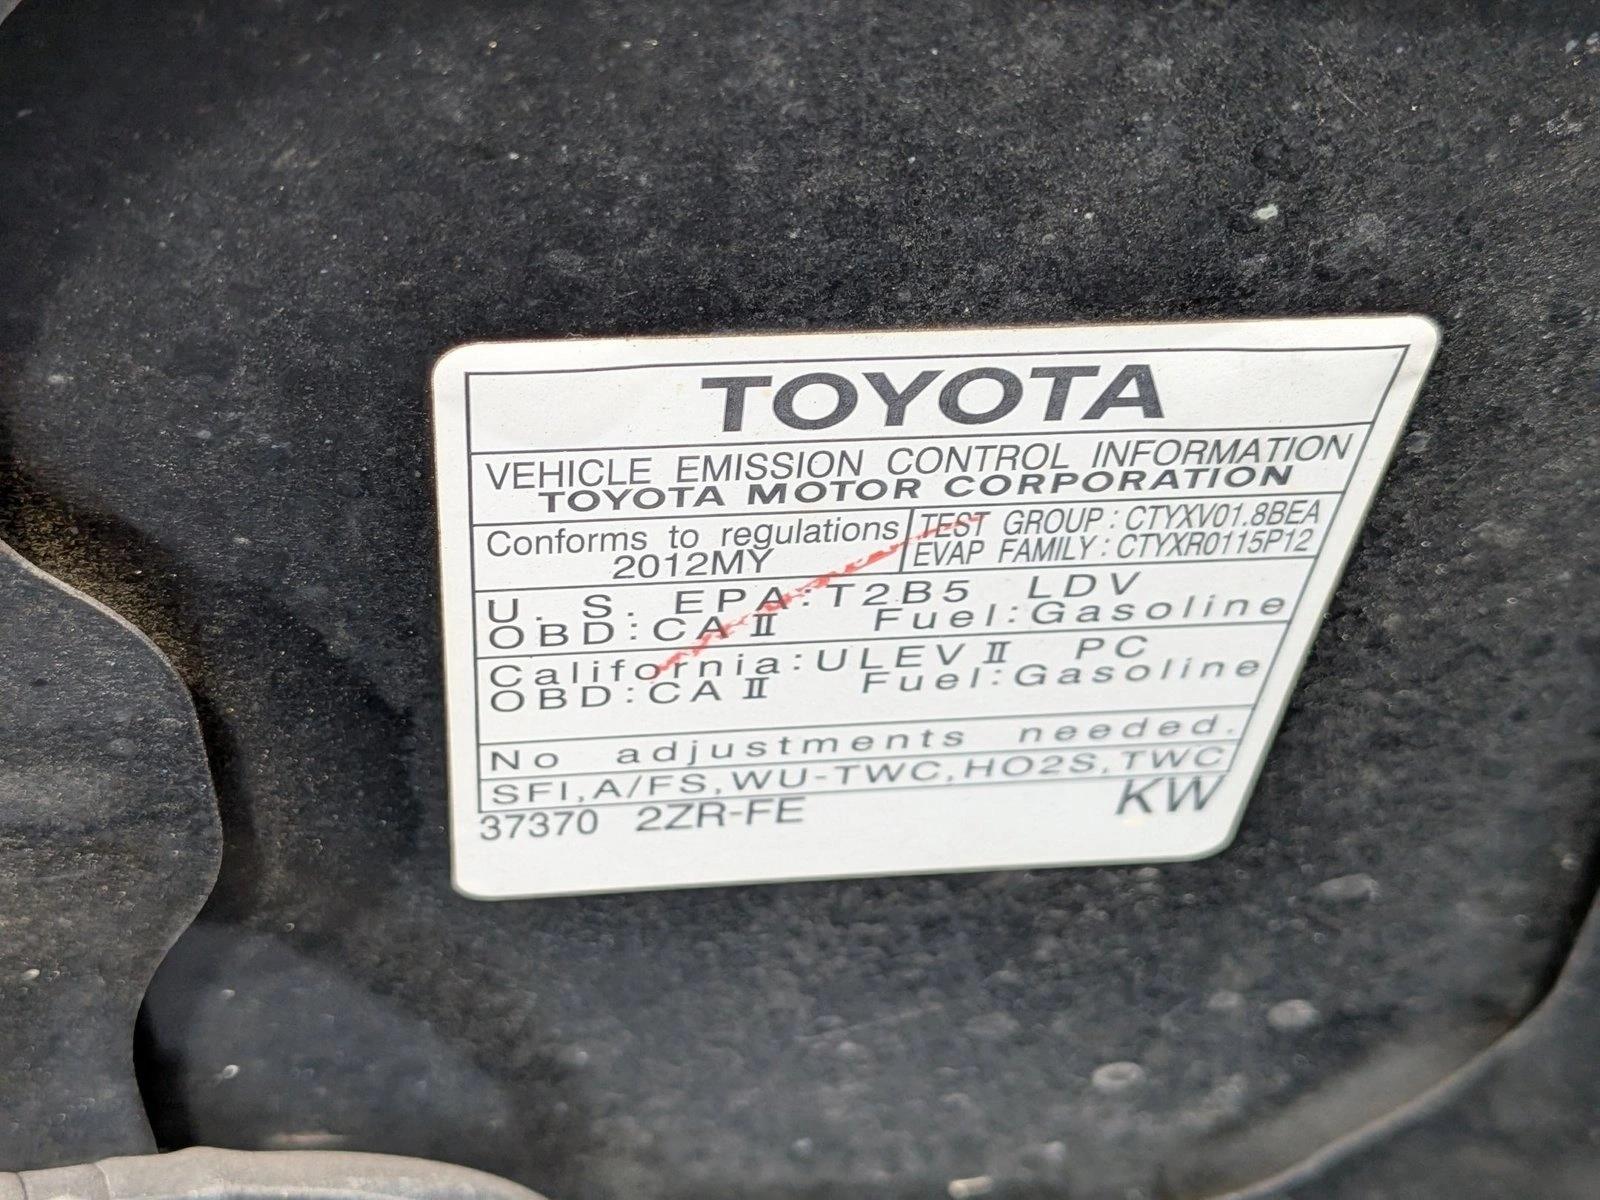 TOYOTA
VEHICLE EMISSION CONTROL INFORMATION
TOYOTA MOTOR CORPORATION
Conforms to regulations
2012MY
TEST GROUP: CTYXV01.8BEA
EVAP FAMILY: CTYXR0115P12
U. S. EPA:T2B5 LDV
OBD:CAⅡ Fuel:Gasoline
California:ULEVⅡ PC
OBD:CAⅡ Fuel:Gasoline
No adjustments needed.
SFI,A/FS,WU-TWC,HO2S,TWC
37370 2ZR-FE KW